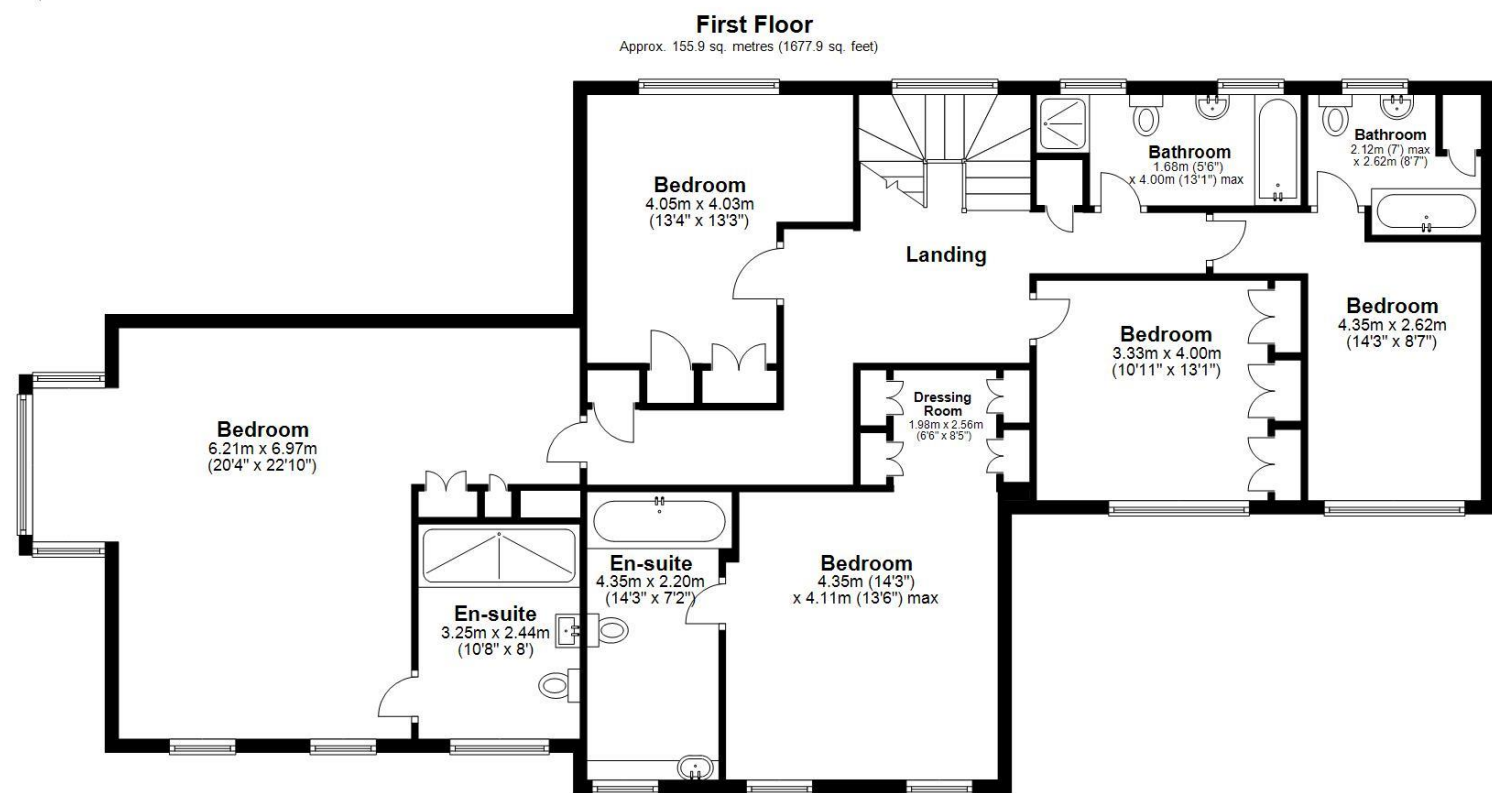 First Floor
Approx. 155.9 sq. metres (1677.9 sq. feet)
Bedroom
4.05m x 4.03m
(13'4" x 13'3")
Landing
Bathroom
1.68m (5'6")
x 4.00m (13'1") max
Bathroom
2.12m (7') max
x 2.62m (8'7")
Bedroom
4.35m x 2.62m
(14'3" x 8'7")
Bedroom
3.33m x 4.00m
(10'11" x 13'1")
Dressing
Room
1.98m x 2.56m
(6'6" x 8'5")
Bedroom
6.21m x 6.97m
(20'4" x 22'10")
En-suite
3.25m x 2.44m
(10'8" x 8')
En-suite
4.35m x 2.20m
(14'3" x 7'2")
Bedroom
4.35m (14'3")
x 4.11m (13'6") max